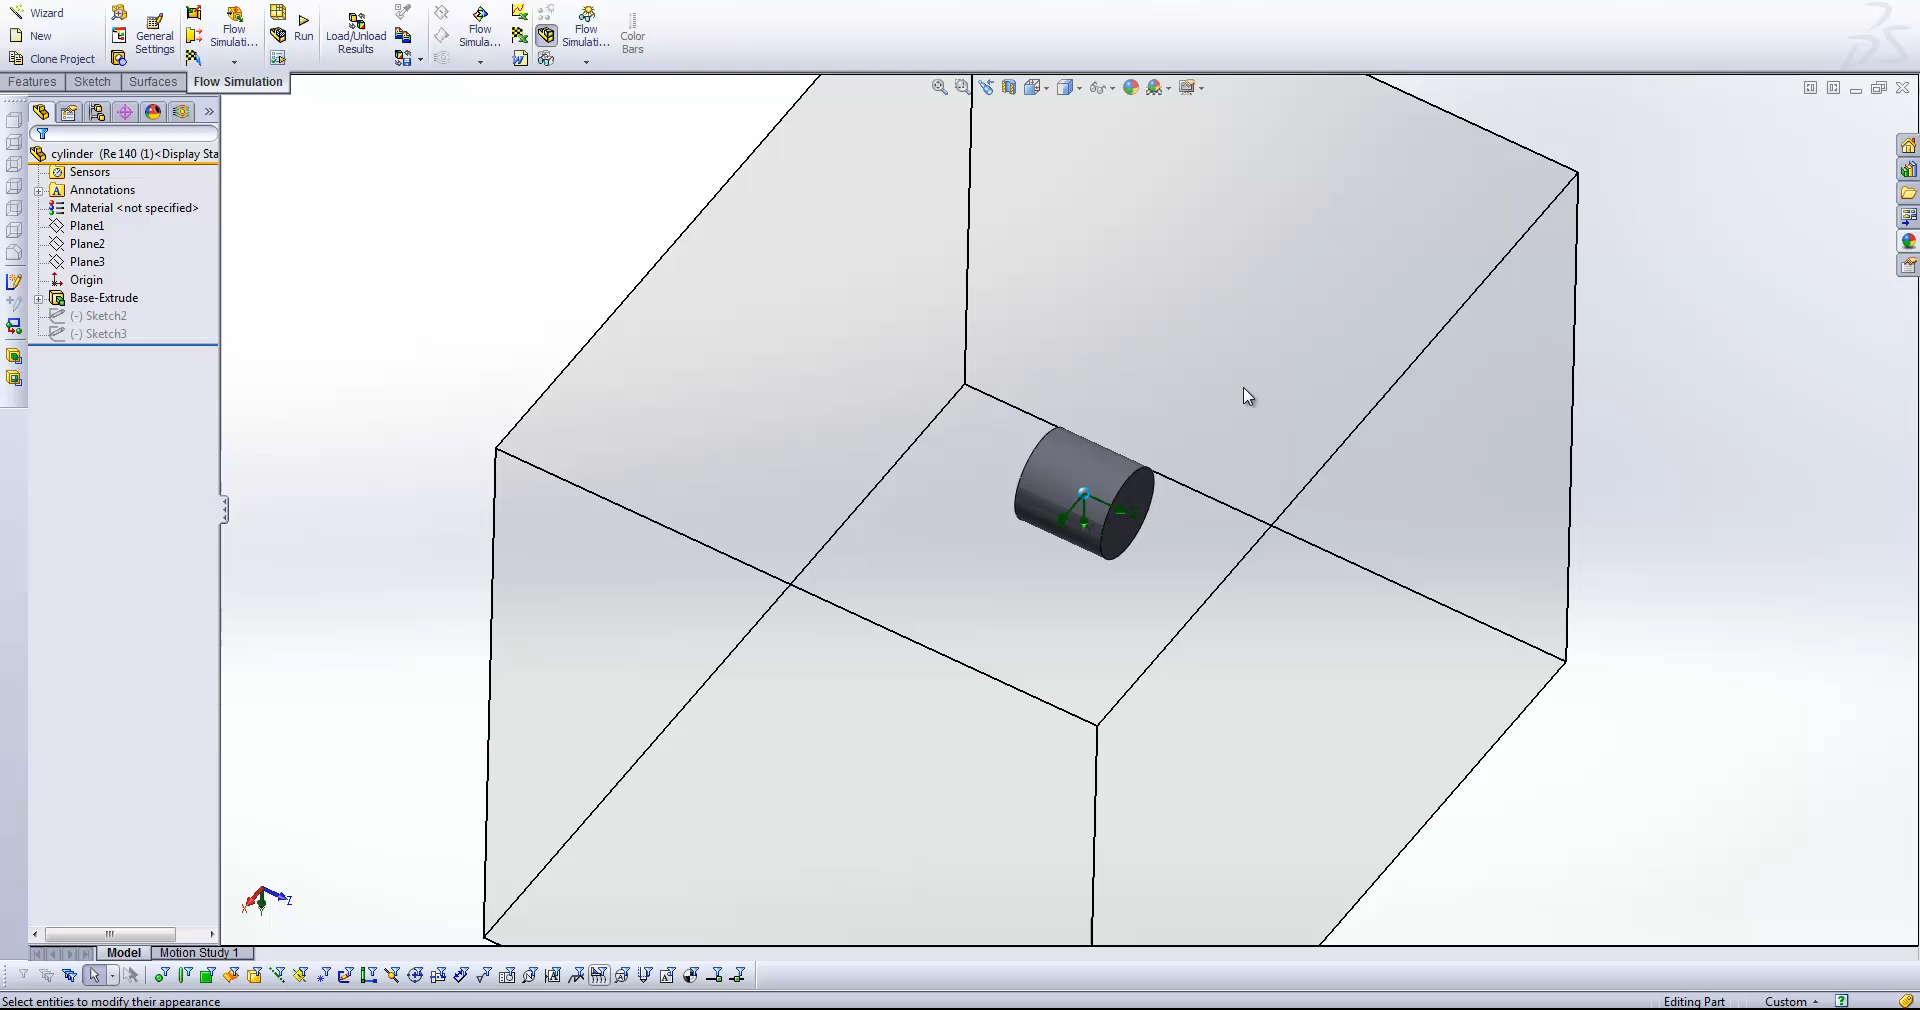 Wizard
New
Clone Project
General
Settings
Flow
Simulati...
Run
Load/Unload
Results
Flow
Simula...
Flow
Simulati...
Color
Bars
Features
Sketch
Surfaces
Flow Simulation
cylinder (Re 140 (1)<Display Sta
Sensors
Annotations
Material <not specified>
Plane1
Plane2
Plane3
Origin
Base-Extrude
(-) Sketch2
(-) Sketch3
X
Y
Z
Model
Motion Study 1
Select entities to modify their appearance
Editing Part
Custom